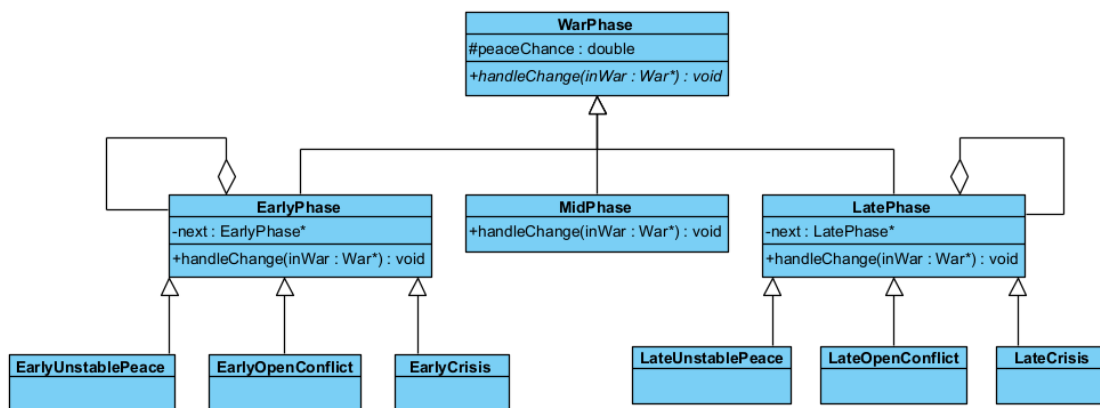 WarPhase
#peaceChance : double
+handleChange(inWar : War*) : void
EarlyPhase
-next : EarlyPhase*
+handleChange(inWar : War*) : void
MidPhase
+handleChange(inWar : War*) : void
LatePhase
-next : LatePhase*
+handleChange(inWar : War*) : void
EarlyUnstablePeace
EarlyOpenConflict
EarlyCrisis
LateUnstablePeace
LateOpenConflict
LateCrisis